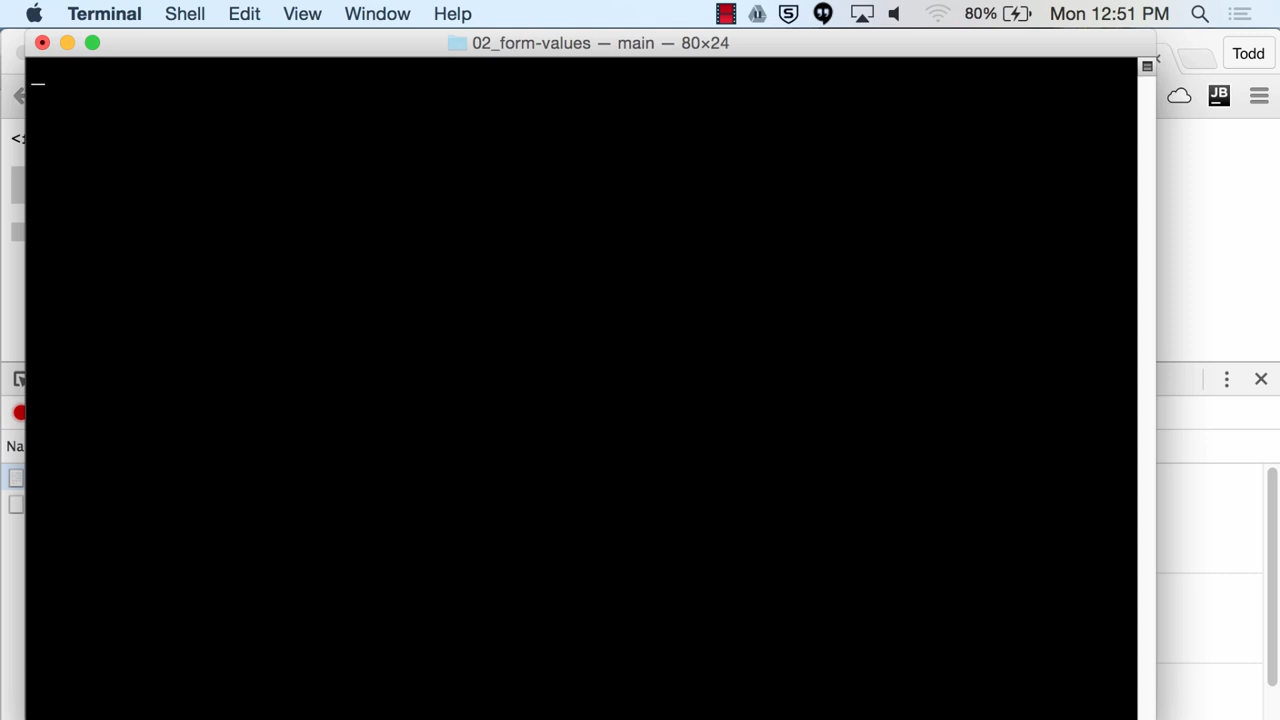 Terminal Shell Edit View Window Help 5 80% Mon 12:51 PM
02_form-values — main — 80×24
Todd
JB
Na